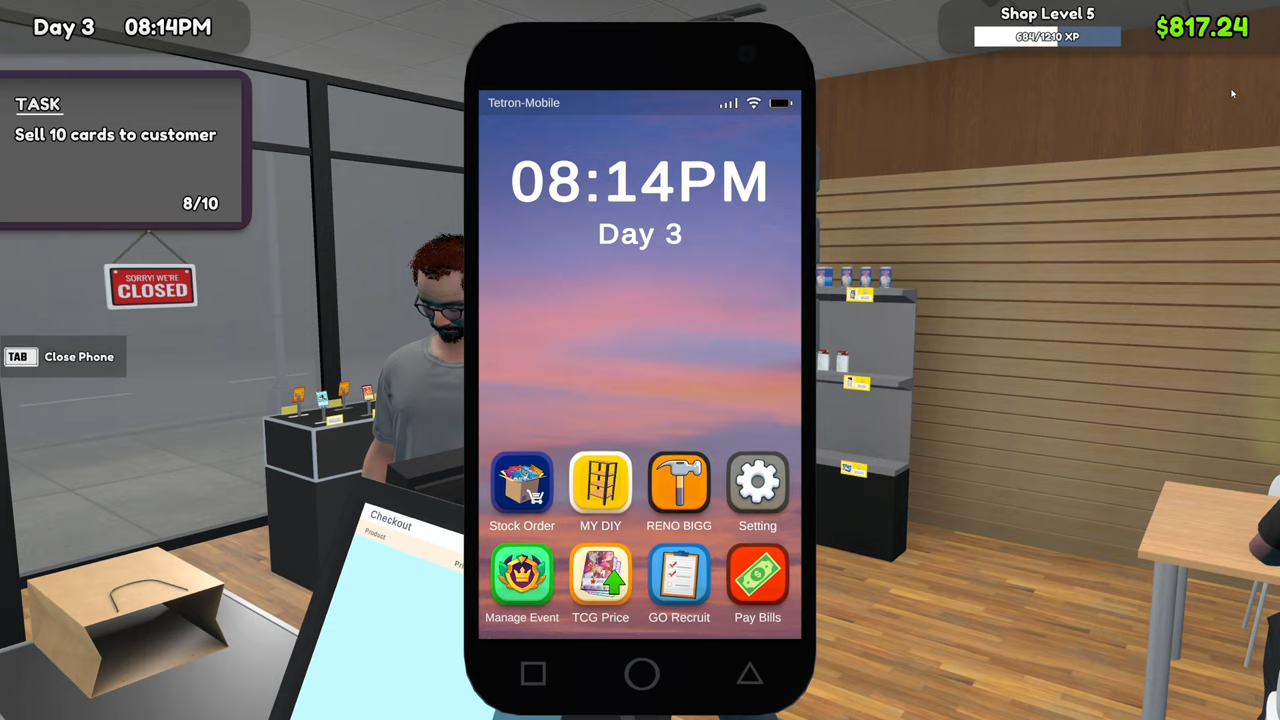 Day 3 08:14PM
Shop Level 5
684/1210 XP
$817.24
TASK
Sell 10 cards to customer
8/10
SORRY! WE'RE
CLOSED
TAB Close Phone
Tetron-Mobile
08:14PM
Day 3
Stock Order MY DIY RENO BIGG Setting
Manage Event TCG Price GO Recruit Pay Bills
Checkout
Product